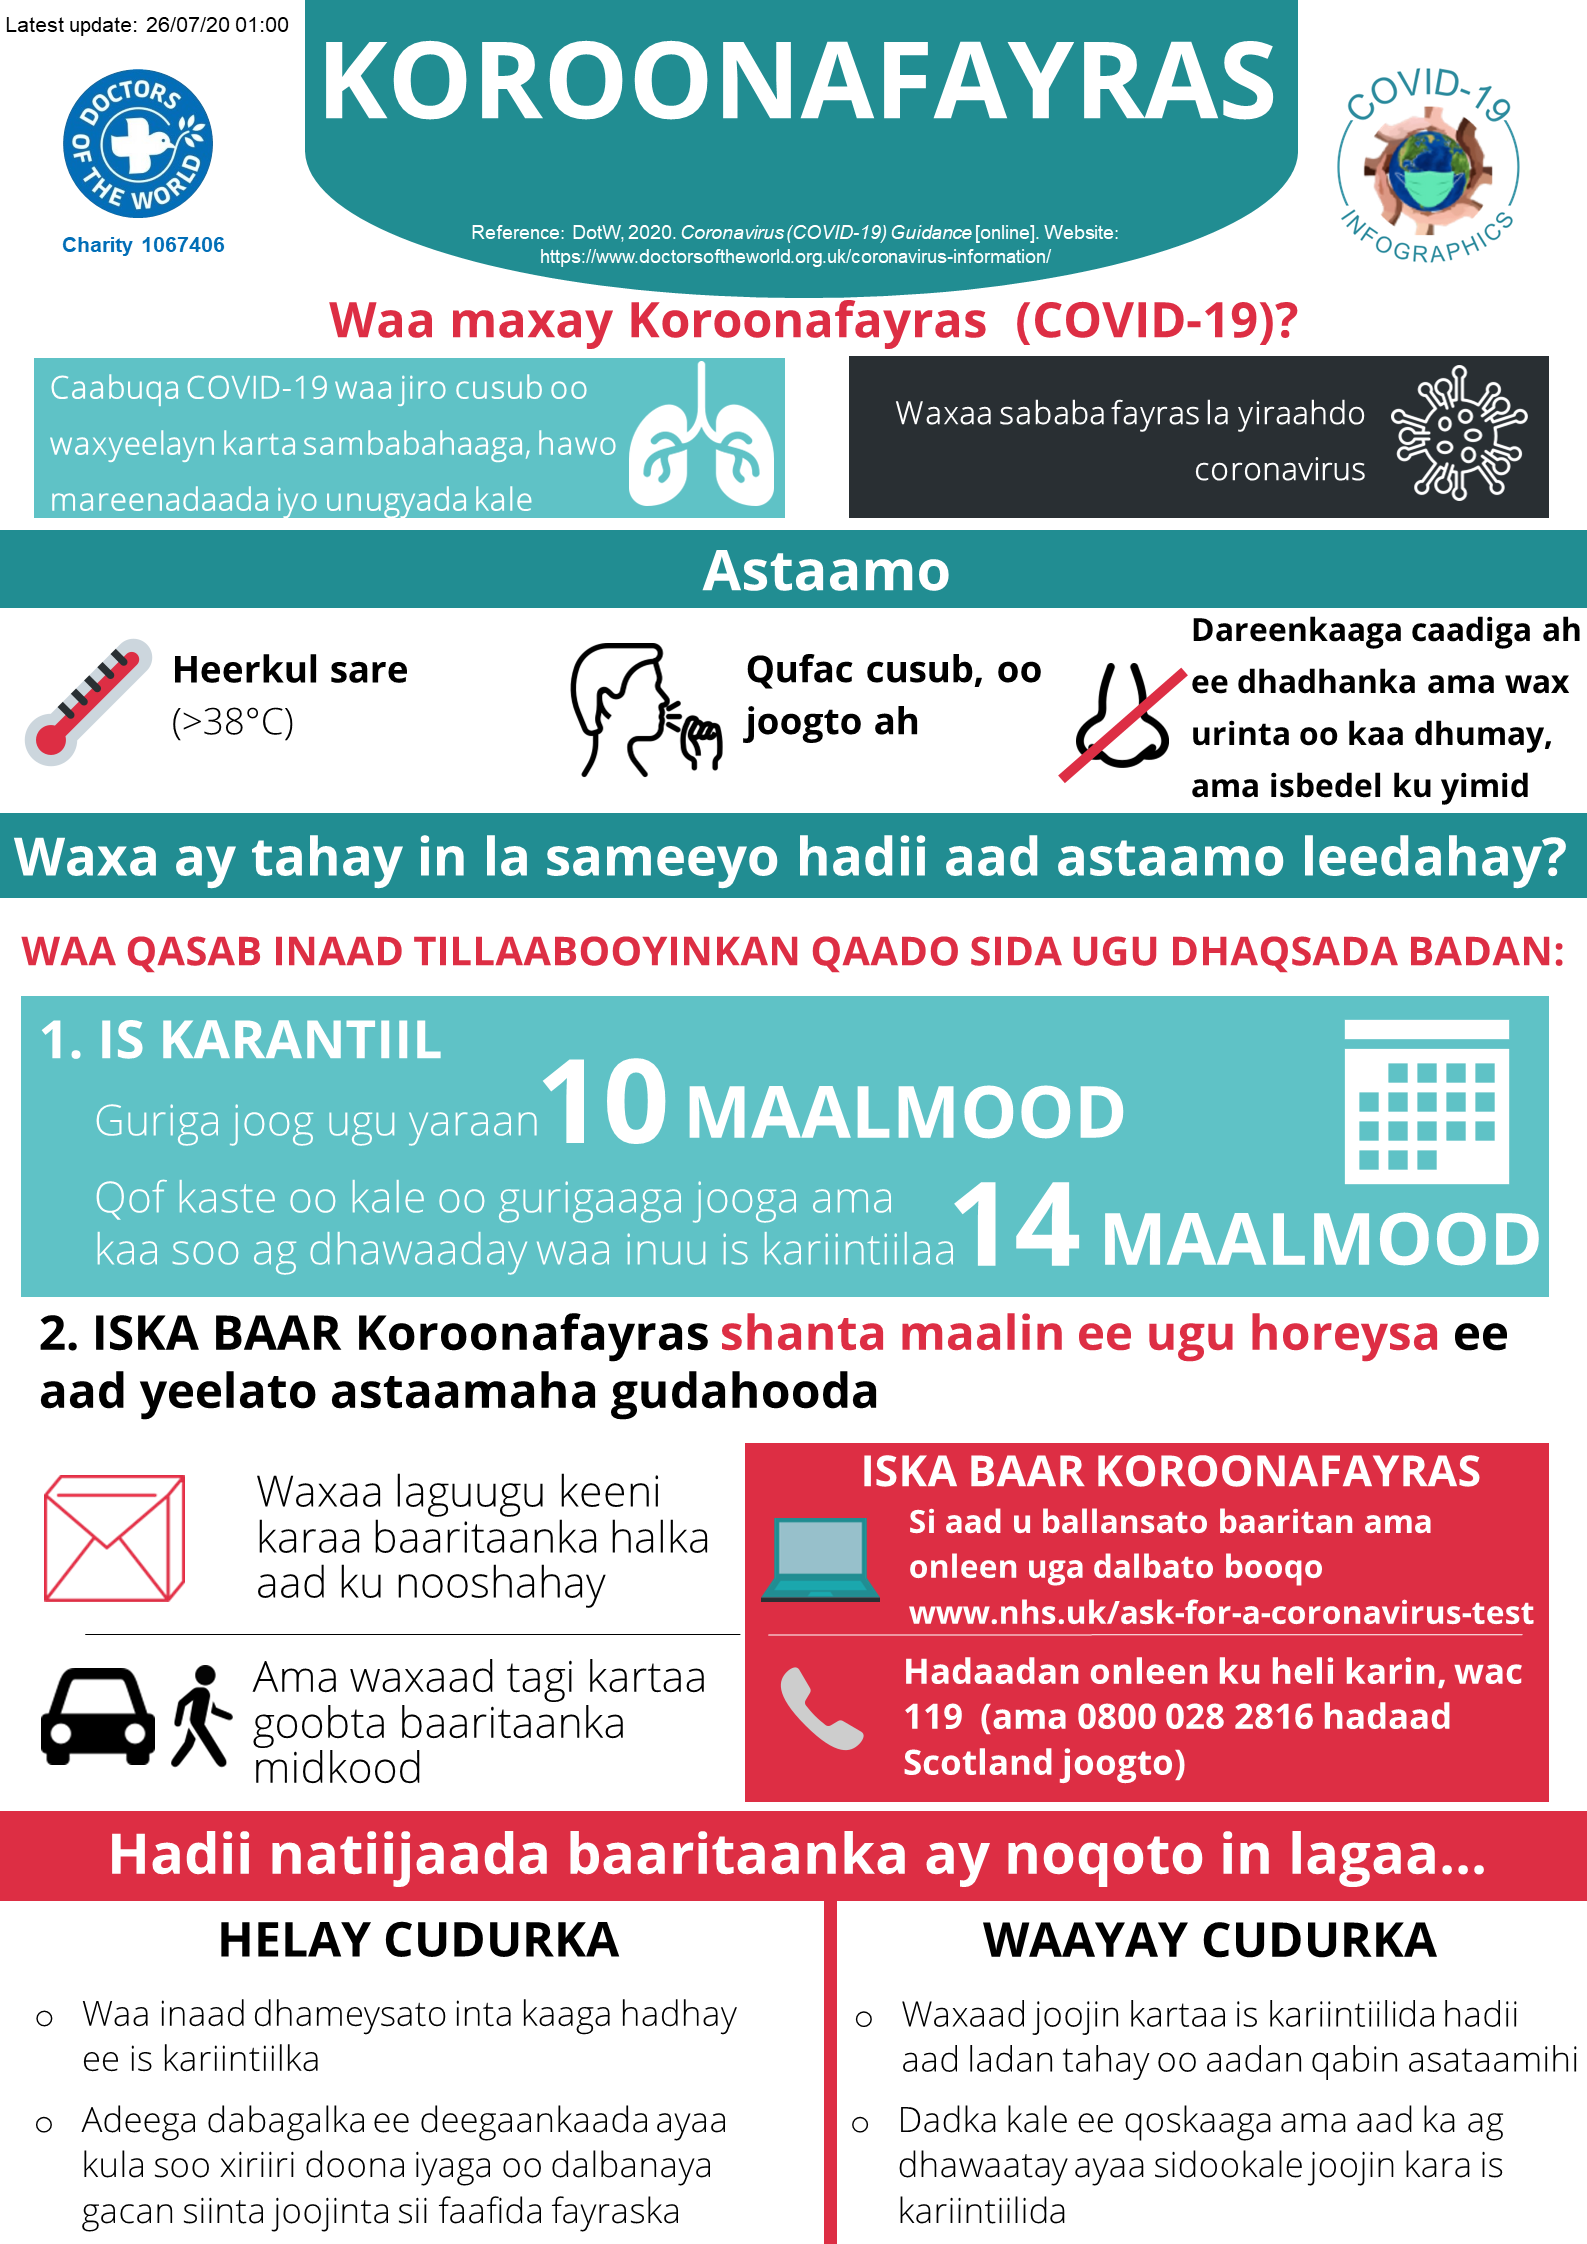 Latest update: 26/07/20 01:00
DOCTORS OF THE WORLD
Charity 1067406
KOROONAFAYRAS
Reference: DotW, 2020. Coronavirus (COVID-19) Guidance [online]. Website:
https://www.doctorsoftheworld.org.uk/coronavirus-information/
COVID-19
INFOGRAPHICS
Waa maxay Koroonafayras (COVID-19)?
Caabuqa COVID-19 waa jiro cusub oo
waxyeelayn karta sambabahaaga, hawo
mareenadaada iyo unugyada kale
Waxaa sababa fayras la yiraahdo
coronavirus
Astaamo
Heerkul sare
(>38°C)
Qufac cusub, oo
joogto ah
Dareenkaaga caadiga ah
ee dhadhanka ama wax
urinta oo kaa dhumay,
ama isbedel ku yimid
Waxa ay tahay in la sameeyo hadii aad astaamo leedahay?
WAA QASAB INAAD TILLAABOOYINKAN QAADO SIDA UGU DHAQSADA BADAN:
1. IS KARANTIIL
Guriga joog ugu yaraan 10 MAALMOOD
Qof kaste oo kale oo gurigaaga jooga ama
kaa soo ag dhawaaday waa inuu is kariintiilaa 14 MAALMOOD
2. ISKA BAAR Koroonafayras shanta maalin ee ugu horeysa ee
aad yeelato astaamaha gudahooda
Waxaa laguugu keeni
karaa baaritaanka halka
aad ku nooshahay
Ama waxaad tagi kartaa
goobta baaritaanka
midkood
ISKA BAAR KOROONAFAYRAS
Si aad u ballansato baaritan ama
onleen uga dalbato booqo
www.nhs.uk/ask-for-a-coronavirus-test
Hadaadan onleen ku heli karin, wac
119 (ama 0800 028 2816 hadaad
Scotland joogto)
Hadii natiijaada baaritaanka ay noqoto in lagaa...
HELAY CUDURKA
o Waa inaad dhameysato inta kaaga hadhay
ee is kariintiilka
o Adeega dabagalka ee deegaankaada ayaa
kula soo xiriiri doona iyaga oo dalbanaya
gacan siinta joojinta sii faafida fayraska
WAAYAY CUDURKA
o Waxaad joojin kartaa is kariintiilida hadii
aad ladan tahay oo aadan qabin asataamihi
o Dadka kale ee qoskaaga ama aad ka ag
dhawaatay ayaa sidookale joojin kara is
kariintiilida